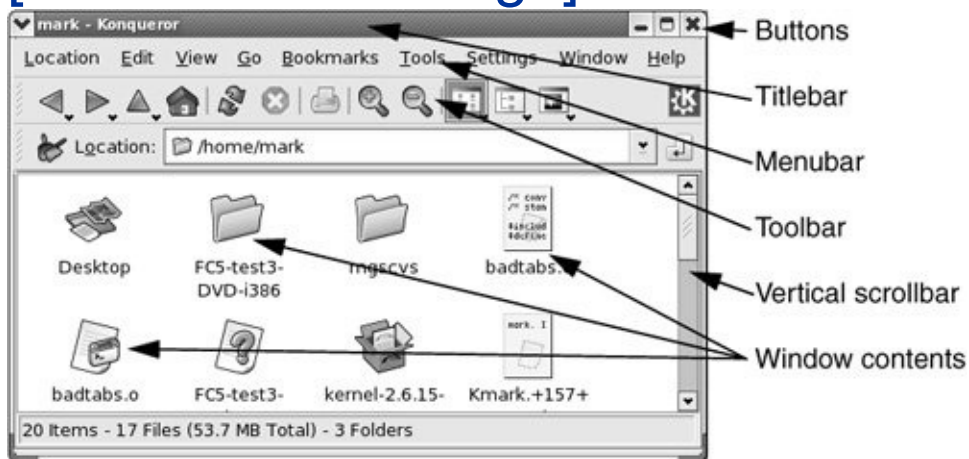 mark - Konqueror
Buttons
Location Edit View Go Bookmarks Tools Settings Window Help
Titlebar
Menubar
Location: /home/mark
Toolbar
Desktop FC5-test3-DVD-i386 mgscvs badtabs.
Vertical scrollbar
Window contents
badtabs.o FC5-test3- kernel-2.6.15- Kmark.+157+
20 Items - 17 Files (53.7 MB Total) - 3 Folders